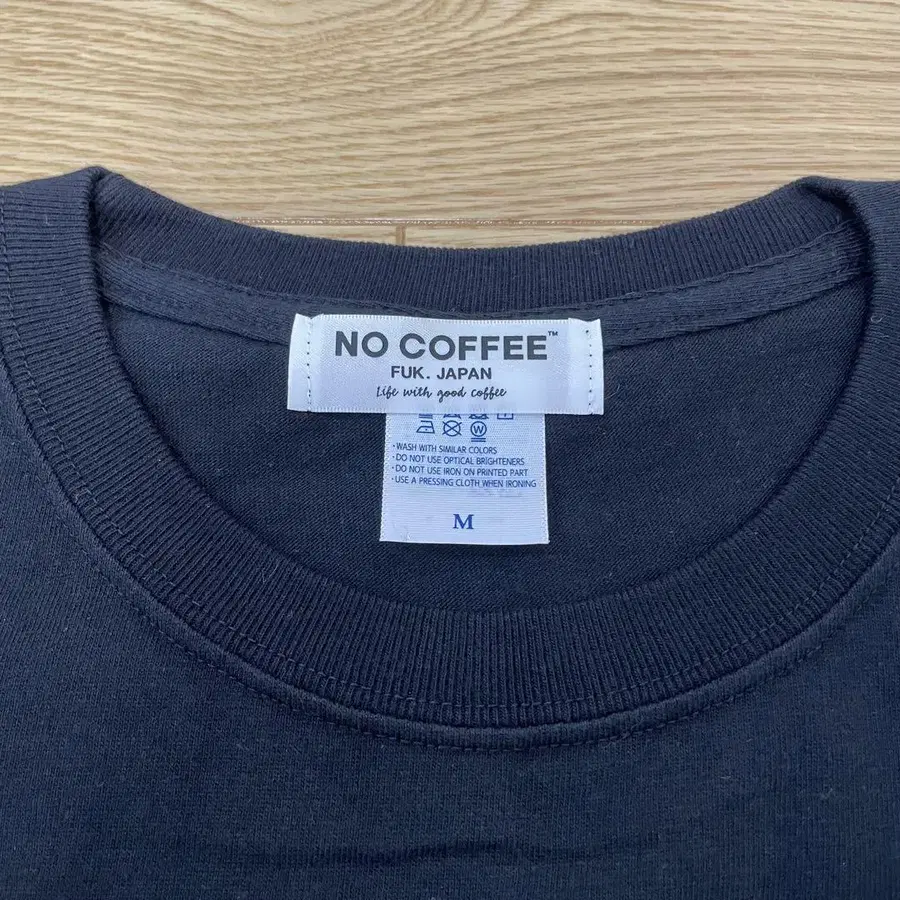 NO COFFEE™
FUK. JAPAN
Life with good coffee
・WASH WITH SIMILAR COLORS
・DO NOT USE OPTICAL BRIGHTENERS
・DO NOT USE IRON ON PRINTED PART
・USE A PRESSING CLOTH WHEN IRONING
M